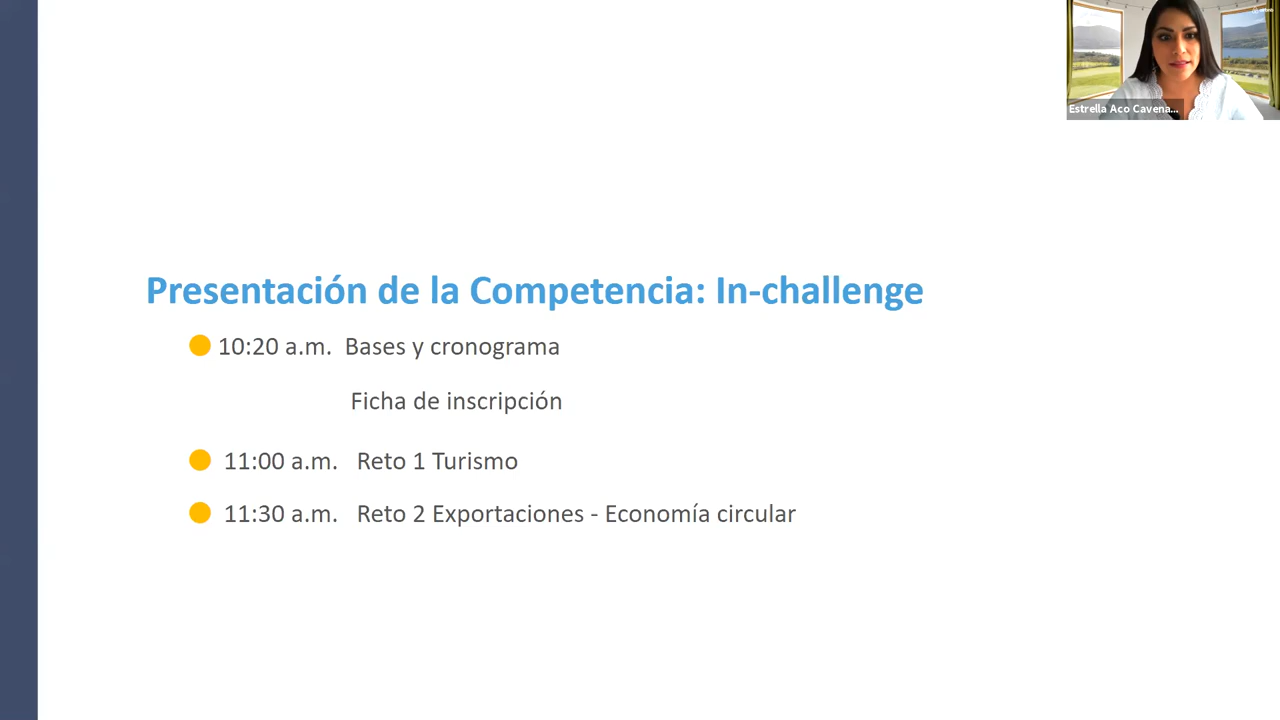 Estrella Aco Cavena...
Presentación de la Competencia: In-challenge
10:20 a.m. Bases y cronograma
Ficha de inscripción
11:00 a.m. Reto 1 Turismo
11:30 a.m. Reto 2 Exportaciones - Economía circular